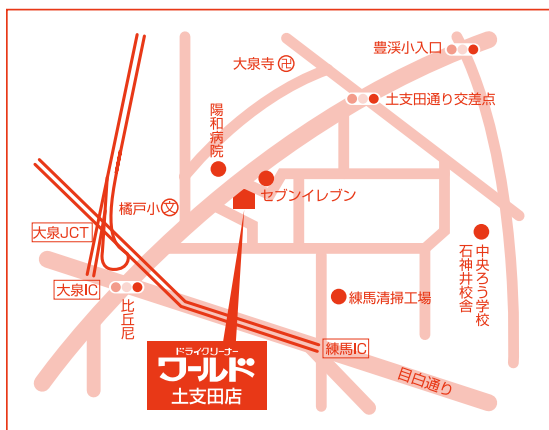 豊渓小入口
大泉寺
土支田通り交差点
陽和病院
セブンイレブン
橘戸小
文
大泉JCT
中央ろう学校
石神井校舎
大泉IC
比丘尼
練馬清掃工場
練馬IC
目白通り
ドライクリーナー
ワールド
土支田店